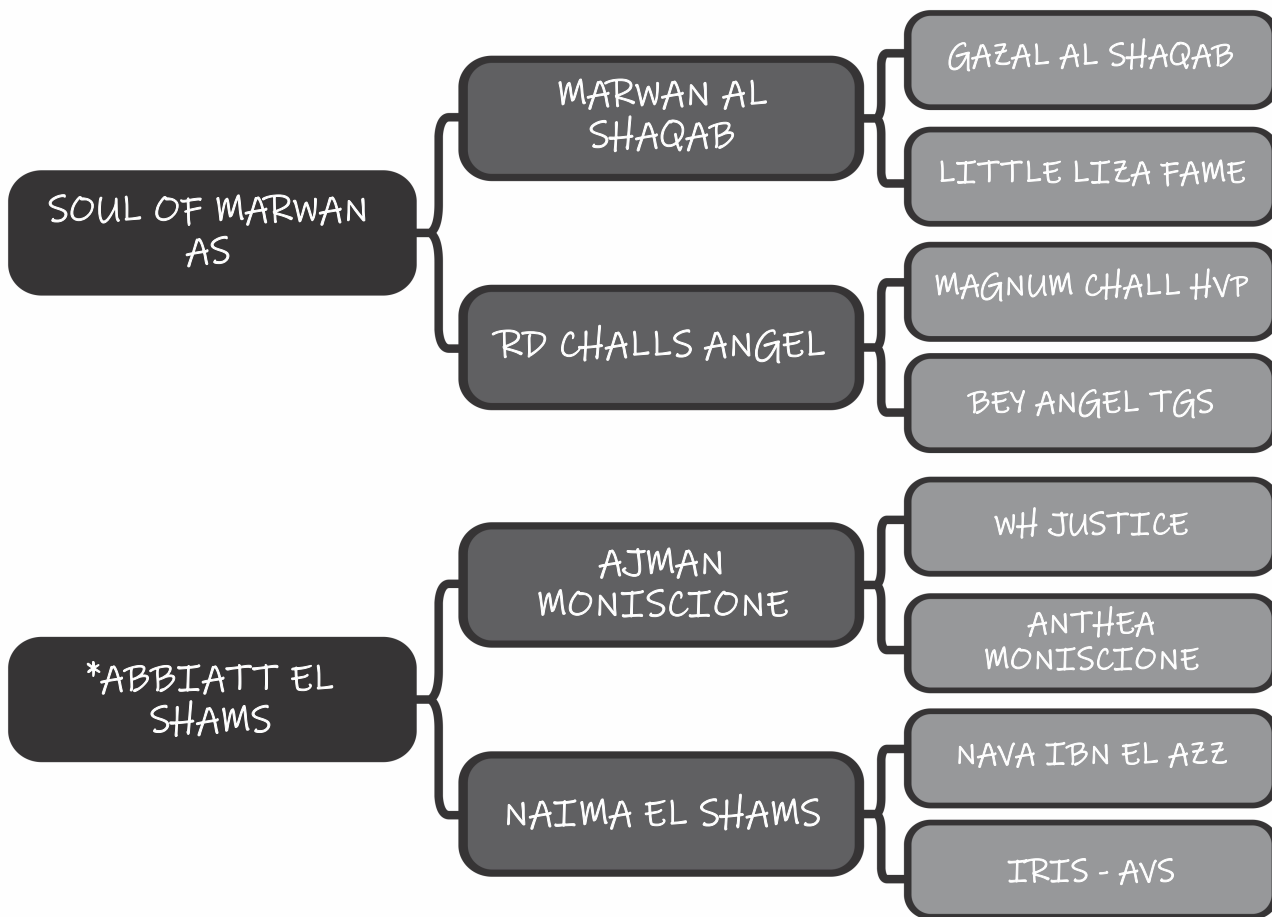 SOUL OF MARWAN
AS
MARWAN AL
SHAQAB
GAZAL AL SHAQAB
LITTLE LIZA FAME
RD CHALLS ANGEL
MAGNUM CHALL HVP
BEY ANGEL TGS
*ABBIATT EL
SHAMS
AJMAN
MONISCIONE
WH JUSTICE
ANTHEA
MONISCIONE
NAIMA EL SHAMS
NAVA IBN EL AZZ
IRIS - AVS